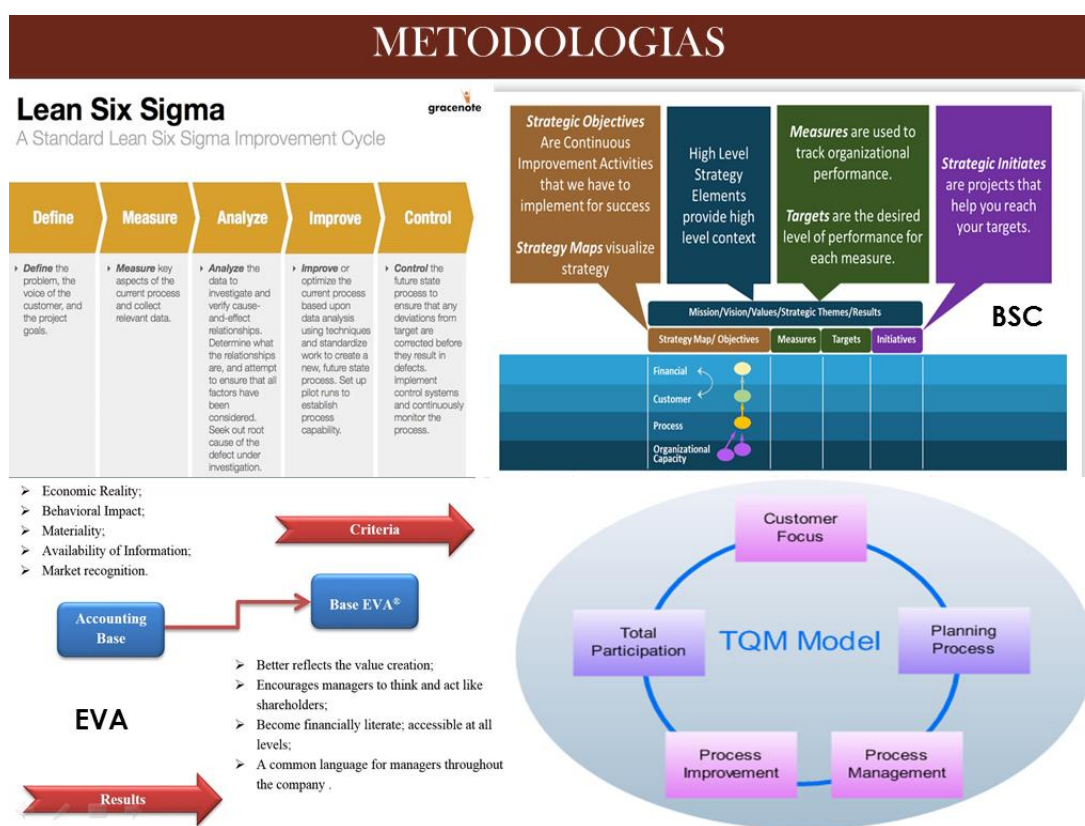 METODOLOGIAS
Lean Six Sigma
gracenote
A Standard Lean Six Sigma Improvement Cycle
Define
Measure
Analyze
Improve
Control
Define the
problem, the
voice of the
customer, and
the project
goals.
Measure key
aspects of the
current process
and collect
relevant data.
Analyze the
data to
investigate and
verify cause-
and-effect
relationships.
Determine what
the relationships
are, and attempt
to ensure that all
factors have
been
considered.
Seek out root
cause of the
defect under
investigation.
Improve or
optimize the
current process
based upon
data analysis
using techniques
and standardize
work to create a
new, future state
process. Set up
pilot runs to
establish
process
capability.
Control the
future state
process to
ensure that any
deviations from
target are
corrected before
they result in
defects.
Implement
control systems
and continuously
monitor the
process.
Strategic Objectives
Are Continuous
Improvement Activities
that we have to
implement for success
Strategy Maps visualize
strategy
High Level
Strategy
Elements
provide high
level context
Measures are used to
track organizational
performance.
Targets are the desired
level of performance for
each measure.
Strategic Initiates
are projects that
help you reach
your targets.
BSC
Mission/Vision/Values/Strategic Themes/Results
Strategy Map/ Objectives
Measures
Targets
Initiatives
Financial
Customer
Process
Organizational
Capacity
➢ Economic Reality;
➢ Behavioral Impact;
➢ Materiality;
➢ Availability of Information;
➢ Market recognition.
Criteria
Accounting
Base
Base EVA®
EVA
➢ Better reflects the value creation;
➢ Encourages managers to think and act like
shareholders;
➢ Become financially literate; accessible at all
levels;
➢ A common language for managers throughout
the company .
Results
Customer
Focus
Total
Participation
TQM Model
Planning
Process
Process
Improvement
Process
Management